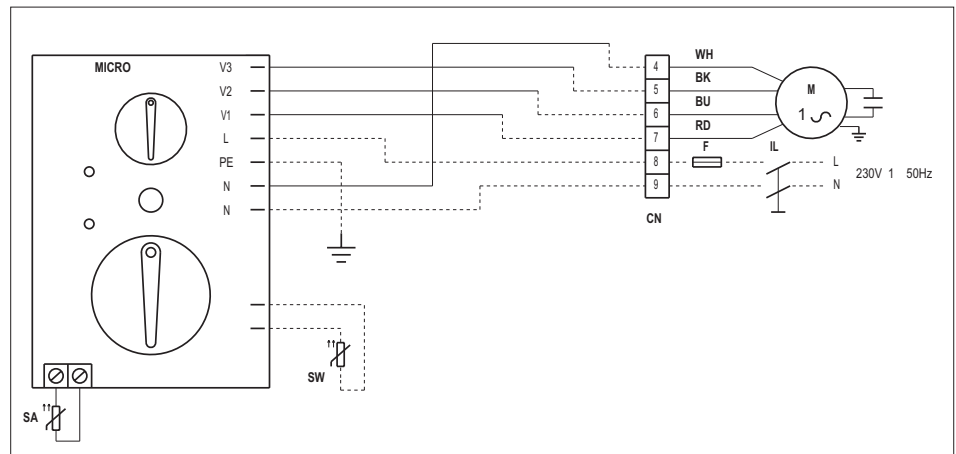 MICRO
V3
V2
V1
L
PE
N
N
SW
SA
4
5
6
7
8
9
CN
WH
BK
BU
RD
F
IL
M
1
L
N
230V 1 50Hz